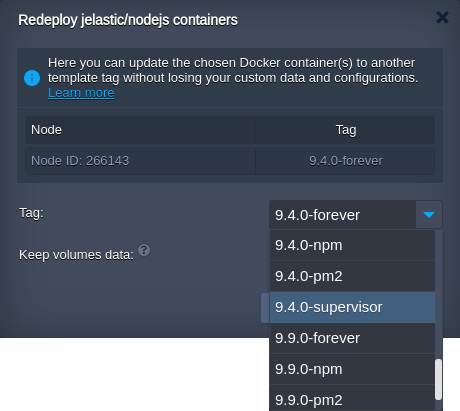 Redeploy jelastic/nodejs containers
Here you can update the chosen Docker container(s) to another
template tag without losing your custom data and configurations.
Learn more
Node Tag
Node ID: 266143 9.4.0-forever
Tag: 9.4.0-forever
9.4.0-npm
Keep volumes data: ?
9.4.0-pm2
9.4.0-supervisor
9.9.0-forever
9.9.0-npm
9.9.0-pm2